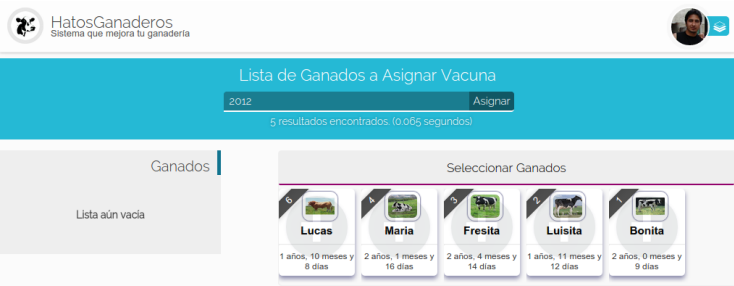 HatosGanaderos
Sistema que mejora tu ganadería
Lista de Ganados a Asignar Vacuna
2012 Asignar
5 resultados encontrados. (0.065 segundos)
Ganados
Lista aún vacía
Seleccionar Ganados
6
Lucas
1 años, 10 meses y
8 días
4
Maria
2 años, 1 meses y
16 días
3
Fresita
2 años, 4 meses y
14 días
2
Luisita
1 años, 11 meses y
12 días
1
Bonita
2 años, 0 meses y
9 días